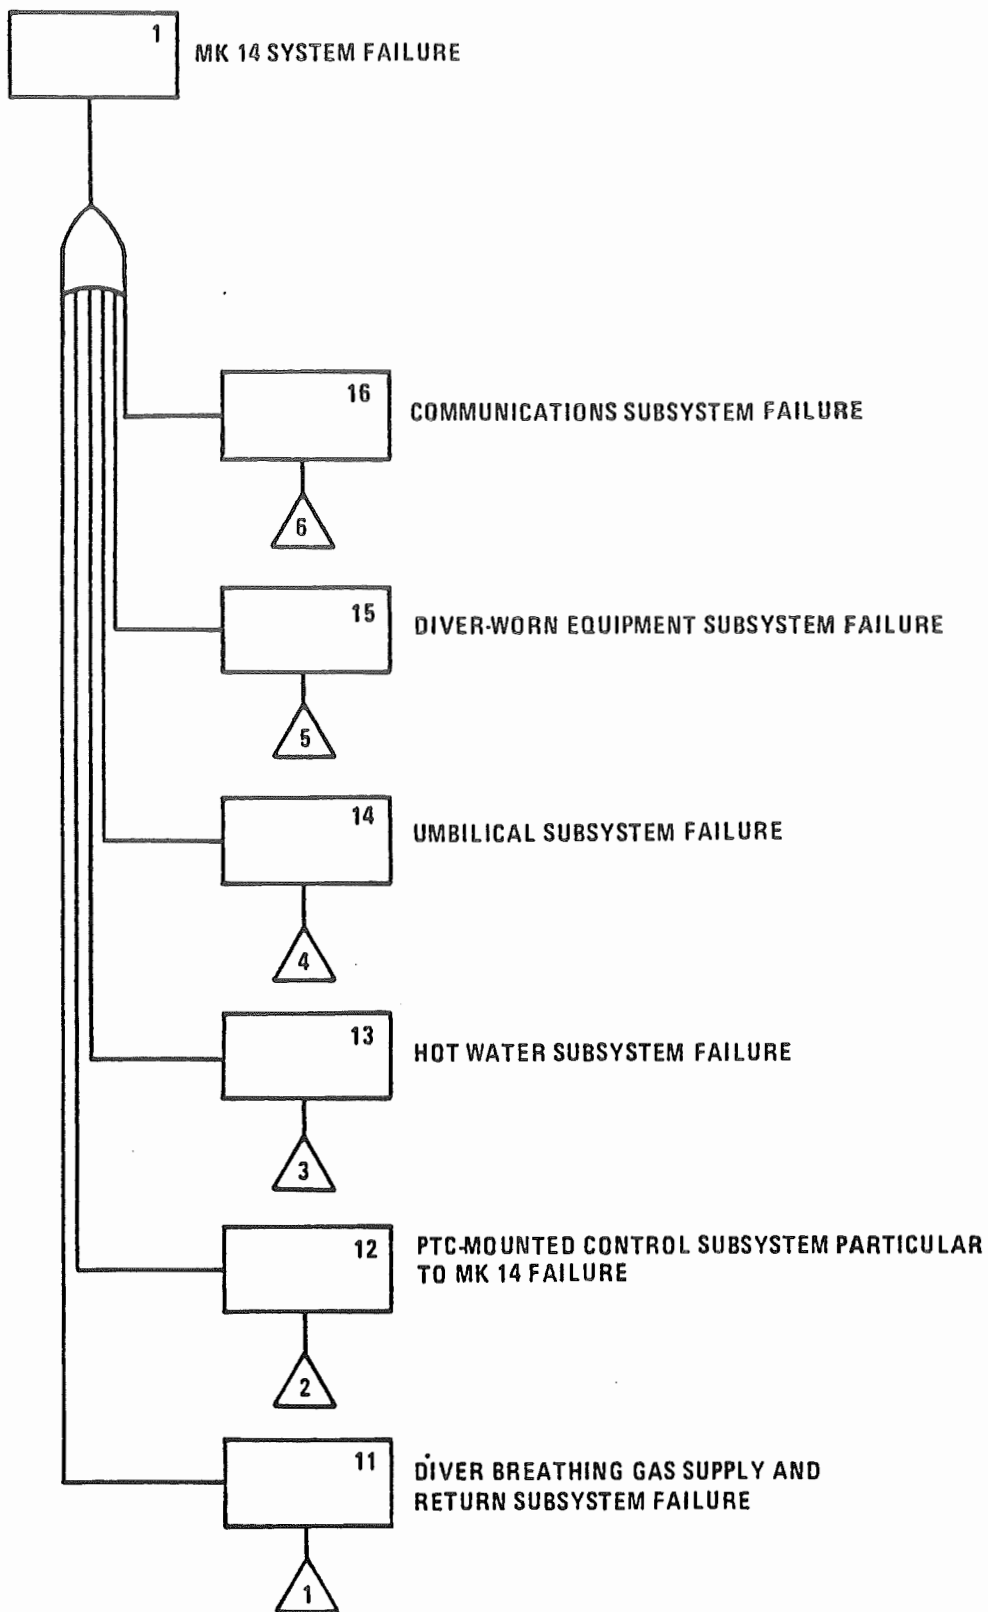 1
MK 14 SYSTEM FAILURE
16
COMMUNICATIONS SUBSYSTEM FAILURE
6
15
DIVER-WORN EQUIPMENT SUBSYSTEM FAILURE
5
14
UMBILICAL SUBSYSTEM FAILURE
4
13
HOT WATER SUBSYSTEM FAILURE
3
12
PTC-MOUNTED CONTROL SUBSYSTEM PARTICULAR
TO MK 14 FAILURE
2
11
DIVER BREATHING GAS SUPPLY AND
RETURN SUBSYSTEM FAILURE
1